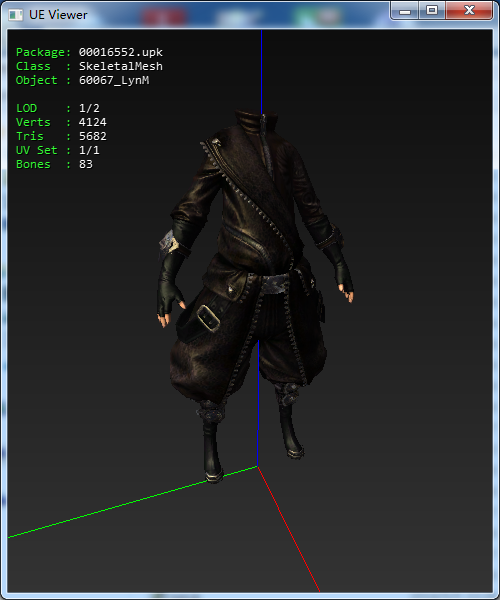 UE Viewer
Package: 00016552.upk
Class : SkeletalMesh
Object : 60067_LynM
LOD : 1/2
Verts : 4124
Tris : 5682
UV Set : 1/1
Bones : 83